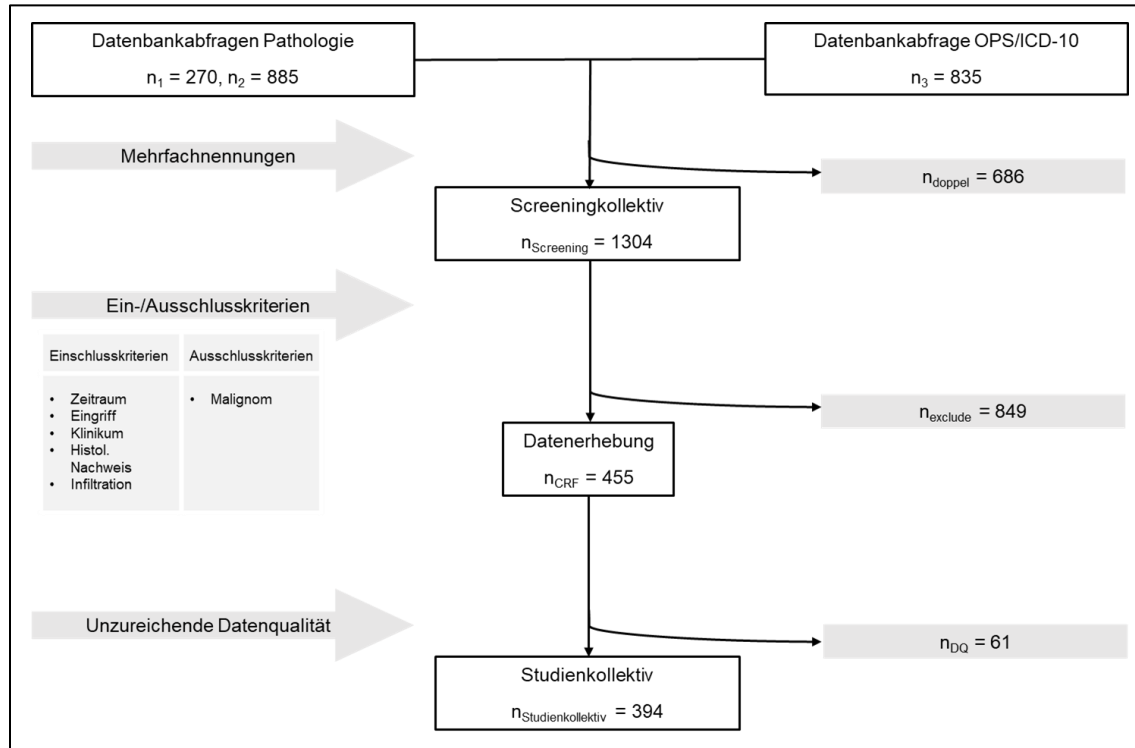 Datenbankabfragen Pathologie
n1 = 270, n2 = 885
Datenbankabfrage OPS/ICD-10
n3 = 835
Mehrfachnennungen
ndoppel = 686
Screeningkollektiv
nScreening = 1304
Ein-/Ausschlusskriterien
Einschlusskriterien
Ausschlusskriterien
• Zeitraum
• Eingriff
• Klinikum
• Histol.
Nachweis
• Infiltration
• Malignom
nexclude = 849
Datenerhebung
nCRF = 455
Unzureichende Datenqualität
nDQ = 61
Studienkollektiv
nStudienkollektiv = 394